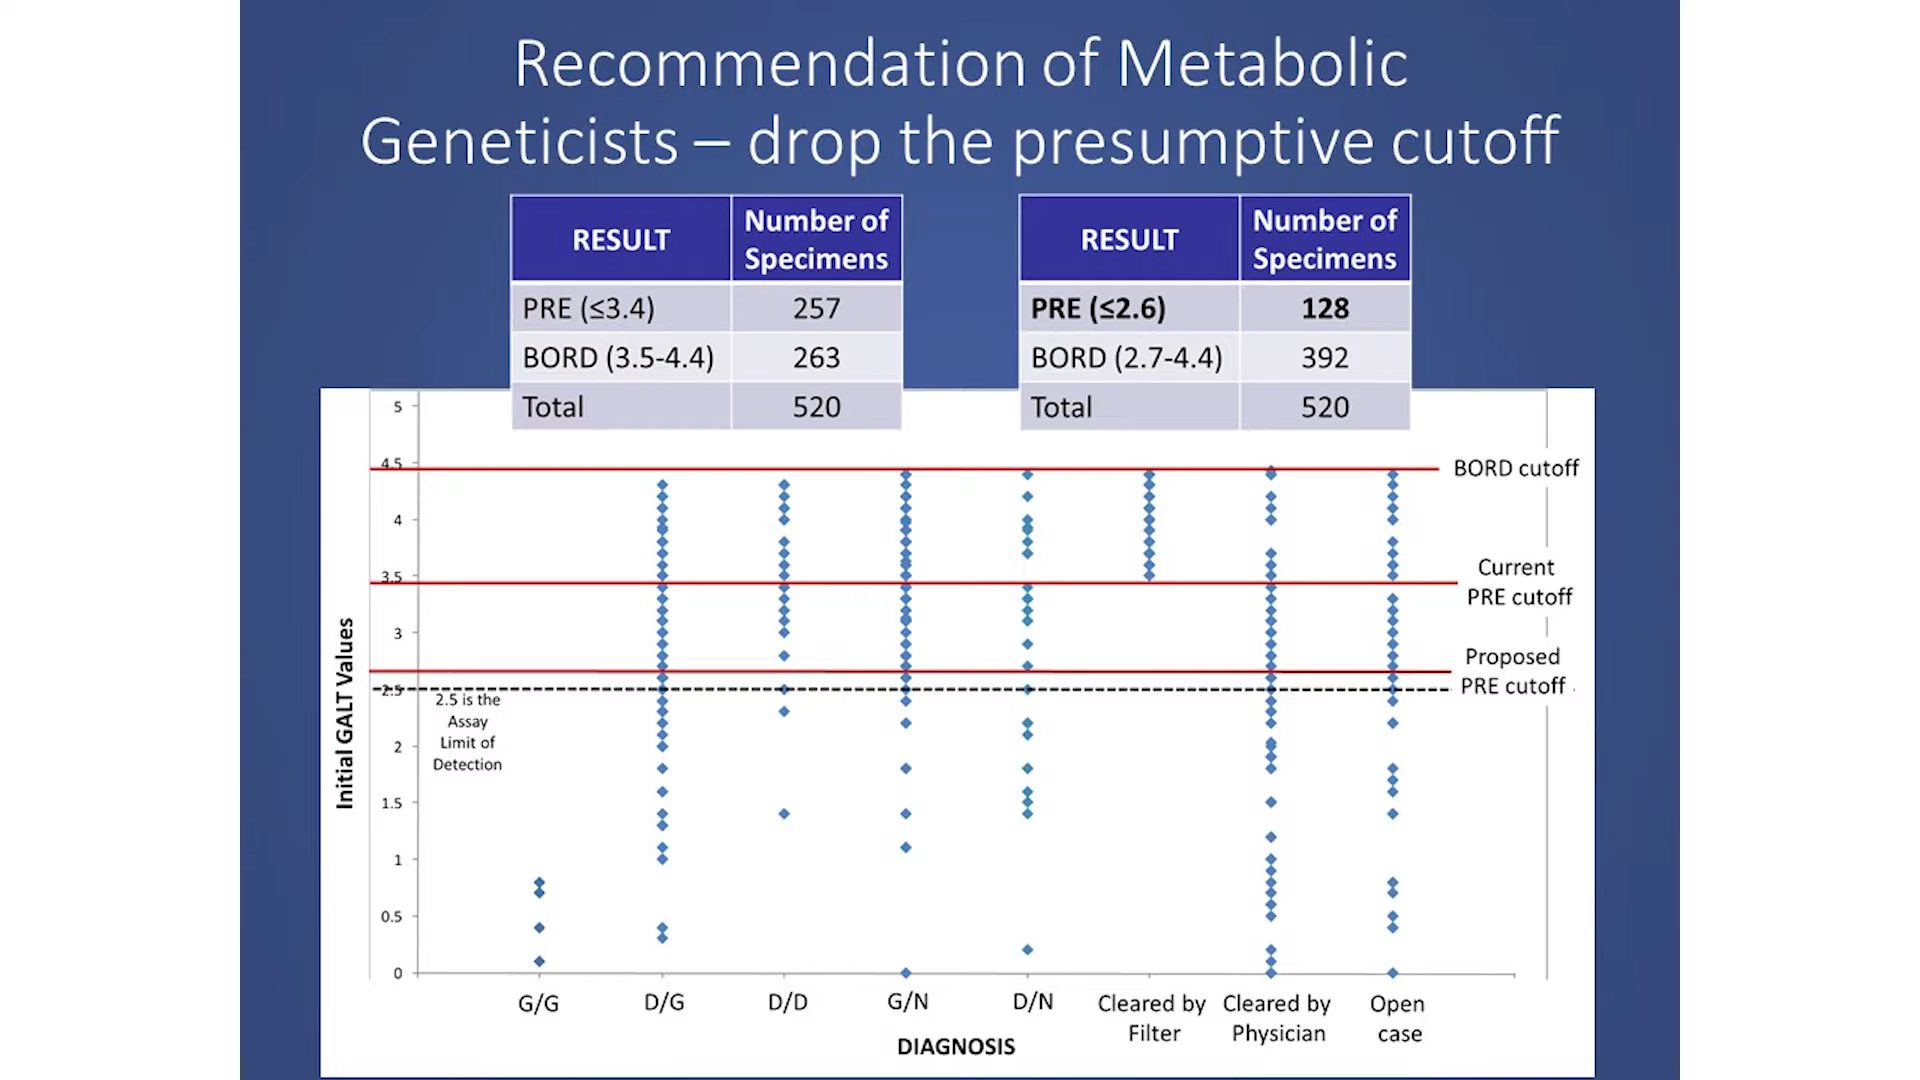 Recommendation of Metabolic
Geneticists – drop the presumptive cutoff
RESULT
Number of
Specimens
PRE (≤3.4) 257
BORD (3.5-4.4) 263
Total 520
RESULT
Number of
Specimens
PRE (≤2.6) 128
BORD (2.7-4.4) 392
Total 520
Initial GALT Values
5
4.5
4
3.5
3
2.5
2
1.5
1
0.5
0
BORD cutoff
Current
PRE cutoff
Proposed
PRE cutoff
2.5 is the
Assay
Limit of
Detection
G/G D/G D/D G/N D/N Cleared by Cleared by Open
Filter Physician case
DIAGNOSIS